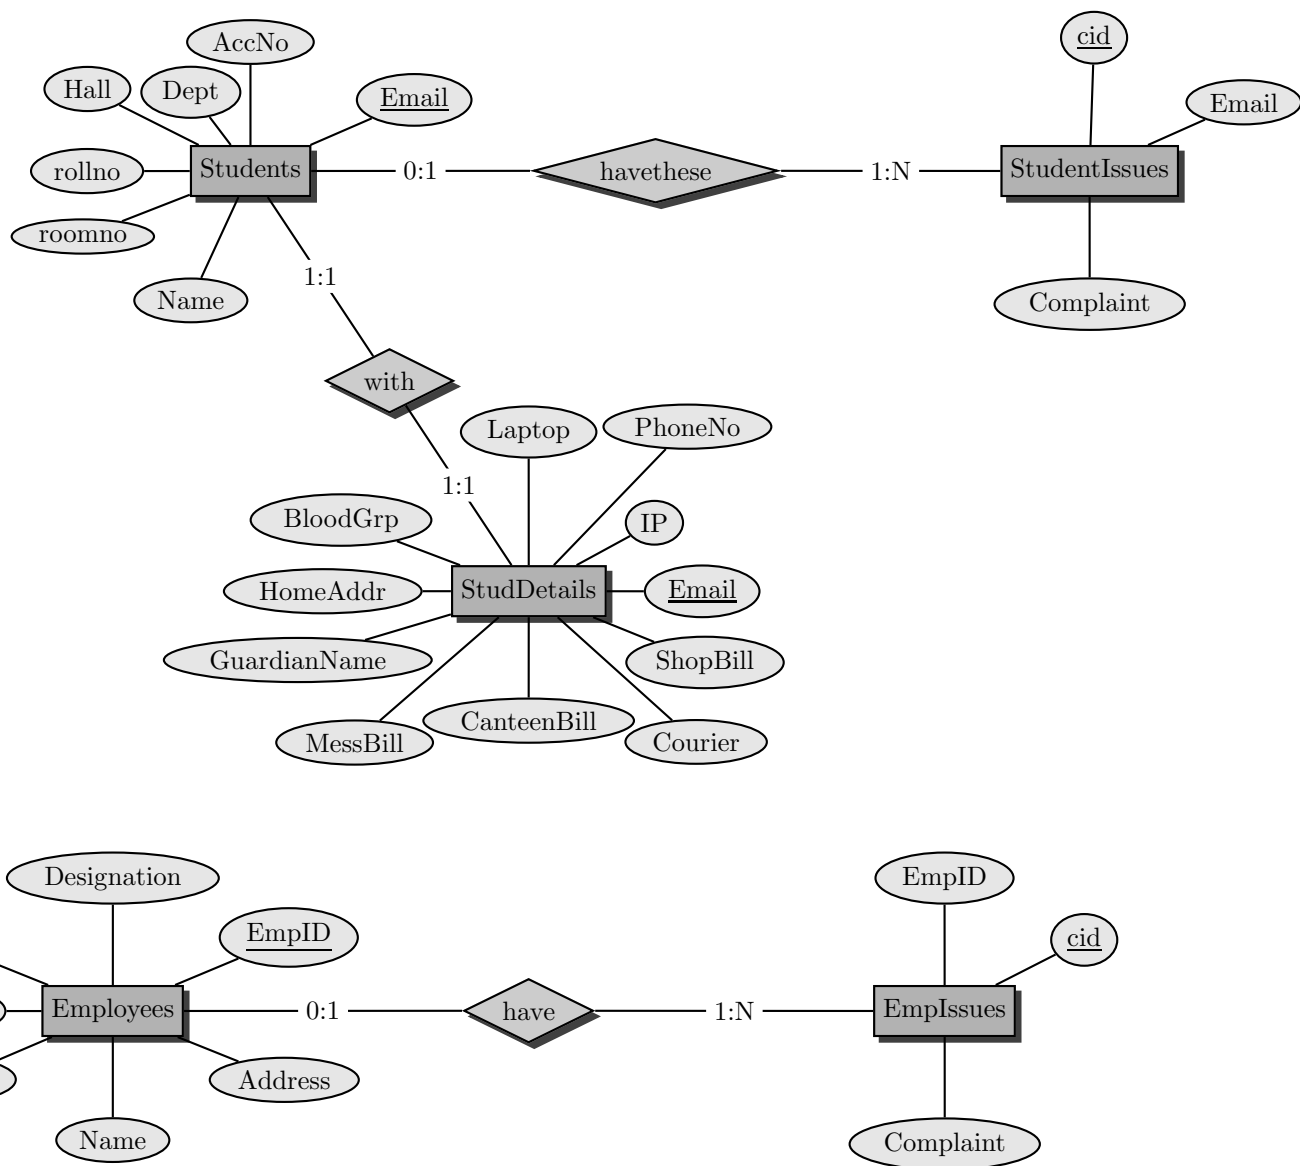 cid
AccNo
Hall
Dept
Email
Email
Students
0:1
havethese
1:N
StudentIssues
rollno
roomno
1:1
Name
Complaint
with
Laptop
PhoneNo
1:1
BloodGrp
IP
HomeAddr
StudDetails
Email
GuardianName
ShopBill
MessBill
CanteenBill
Courier
Designation
EmpID
EmpID
cid
Employees
0:1
have
1:N
EmpIssues
Address
Name
Complaint